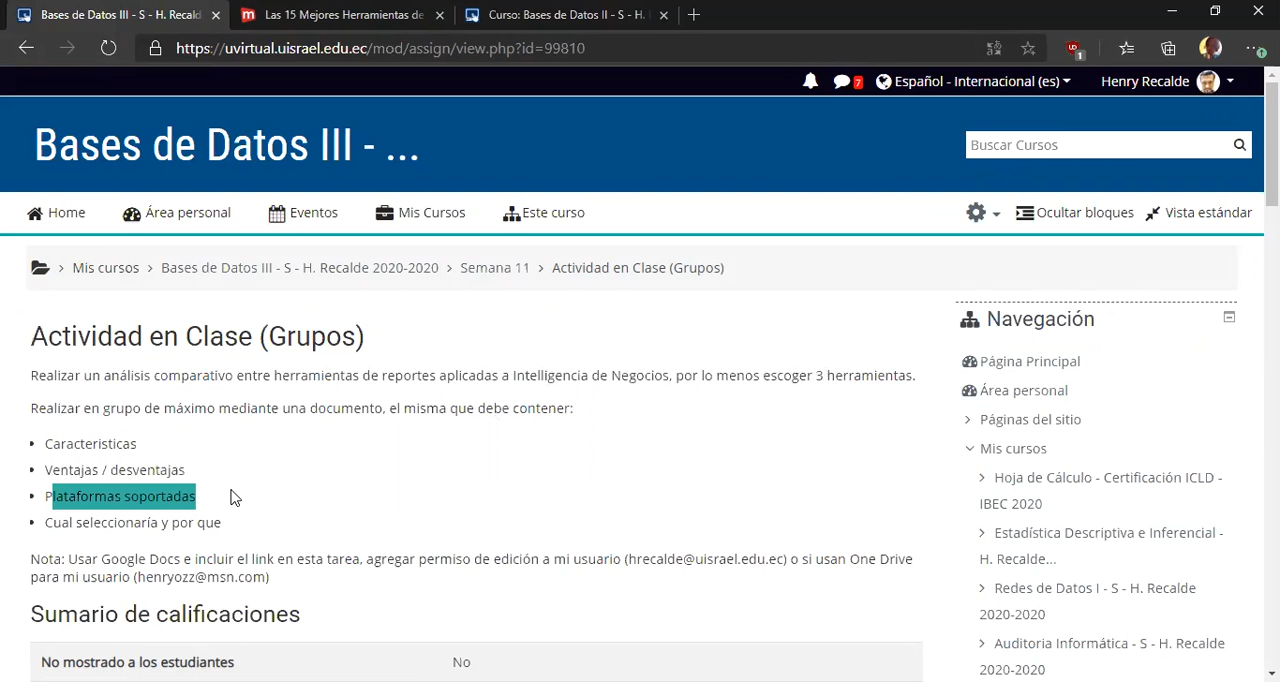 Bases de Datos III - S - H. Recald
Las 15 Mejores Herramientas de
Curso: Bases de Datos II - S - H.
https://uvirtual.uisrael.edu.ec/mod/assign/view.php?id=99810
1
7
Español - Internacional (es)
Henry Recalde
Bases de Datos III - ...
Buscar Cursos
Home
Área personal
Eventos
Mis Cursos
Este curso
Ocultar bloques
Vista estándar
Mis cursos > Bases de Datos III - S - H. Recalde 2020-2020 > Semana 11 > Actividad en Clase (Grupos)
Actividad en Clase (Grupos)
Realizar un análisis comparativo entre herramientas de reportes aplicadas a Intelligencia de Negocios, por lo menos escoger 3 herramientas.
Realizar en grupo de máximo mediante una documento, el misma que debe contener:
• Caracteristicas
• Ventajas / desventajas
• Plataformas soportadas
• Cual seleccionaría y por que
Nota: Usar Google Docs e incluir el link en esta tarea, agregar permiso de edición a mi usuario (hrecalde@uisrael.edu.ec) o si usan One Drive
para mi usuario (henryozz@msn.com)
Sumario de calificaciones
No mostrado a los estudiantes
No
Navegación
Página Principal
Área personal
Páginas del sitio
Mis cursos
Hoja de Cálculo - Certificación ICLD -
IBEC 2020
Estadística Descriptiva e Inferencial -
H. Recalde...
Redes de Datos I - S - H. Recalde
2020-2020
Auditoria Informática - S - H. Recalde
2020-2020